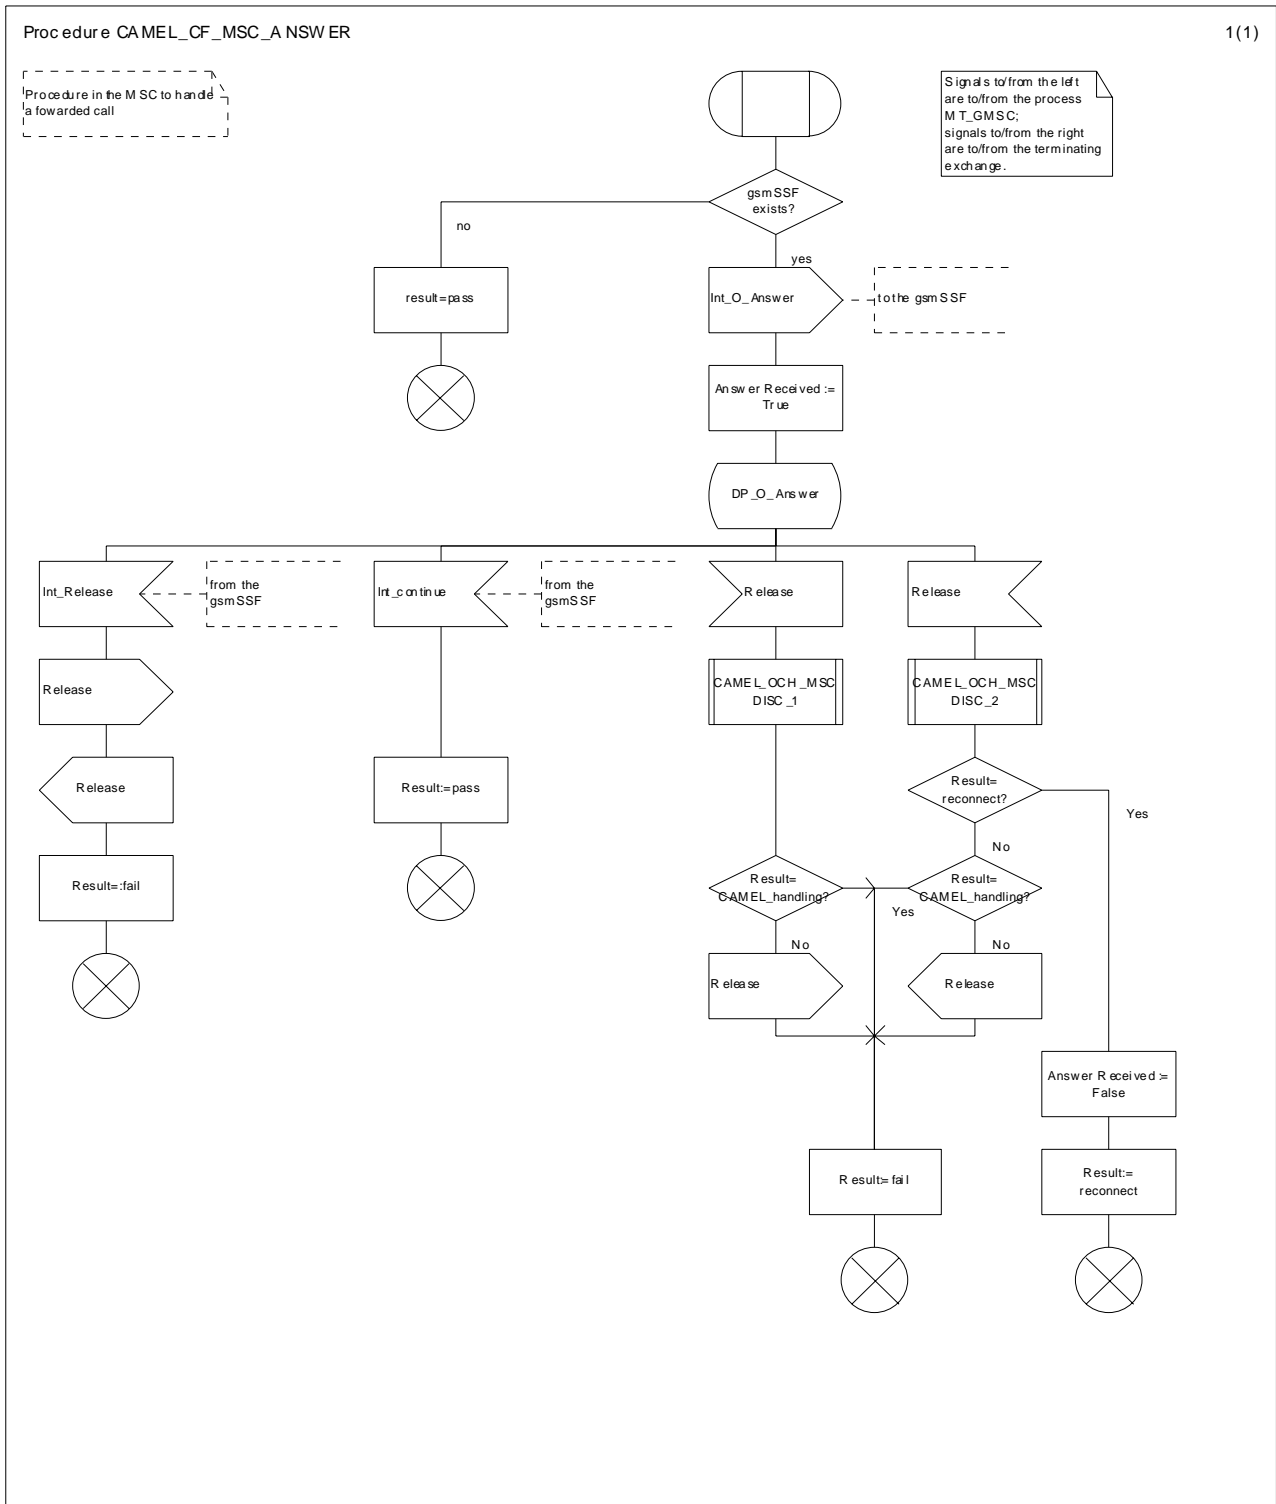 Procedure CAMEL_CF_MSC_ANSWER
1(1)
Procedure in the MSC to handle
a fowarded call
Signals to/from the left
are to/from the process
MT_GMSC;
signals to/from the right
are to/from the terminating
exchange.
gsmSSF
exists?
no
yes
result=pass
Int_O_Answer
to the gsmSSF
Answer Received :=
True
DP_O_Answer
Int_Release
from the
gsmSSF
Int_continue
from the
gsmSSF
Release
Release
Release
CAMEL_OCH_MSC
DISC_1
CAMEL_OCH_MSC
DISC_2
Release
Result:=pass
Result=
reconnect?
Yes
No
Result=:fail
Result=
CAMEL_handling?
Yes
Result=
CAMEL_handling?
No
No
Release
Release
Answer Received :=
False
Result:=fail
Result:=
reconnect